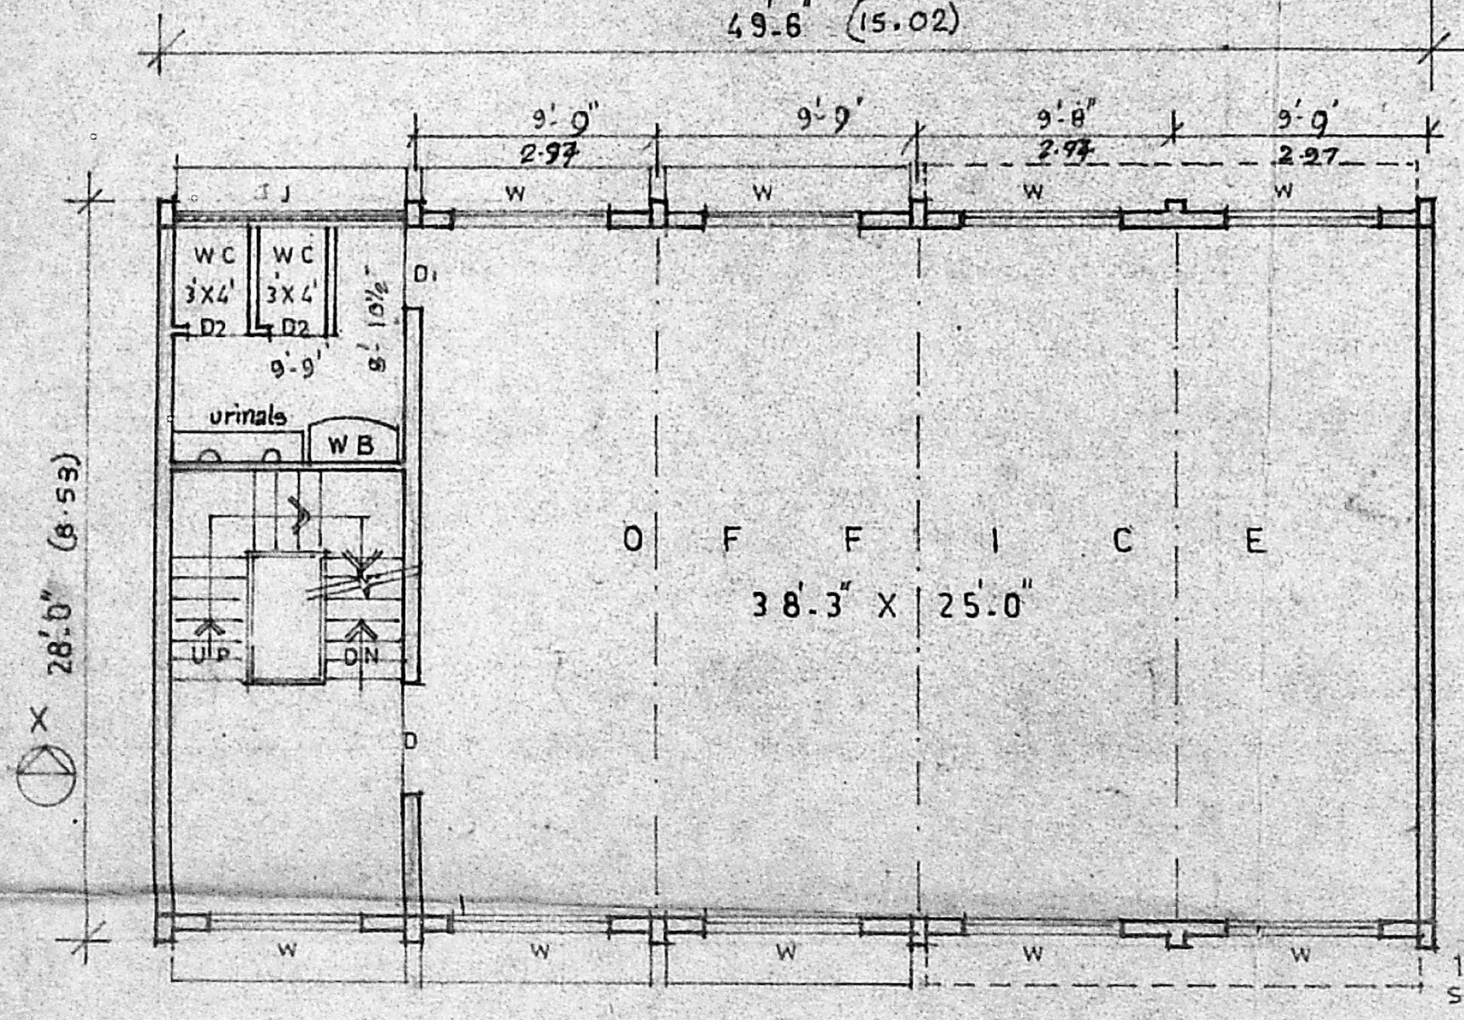 49'-6" (15.02)
9'-9" 9'-9' 9'-8" 9'-9'
2.97 2.97 2.97
J W W W W
WC WC
3'X4' 3'X4'
D1
D2 D2
8'-10½"
9'-9'
urinals
WB
28'-0" (8.53)
O F F I C E
38'-3" X 25'-0"
UP DN
X
D
W W W W W
1
S